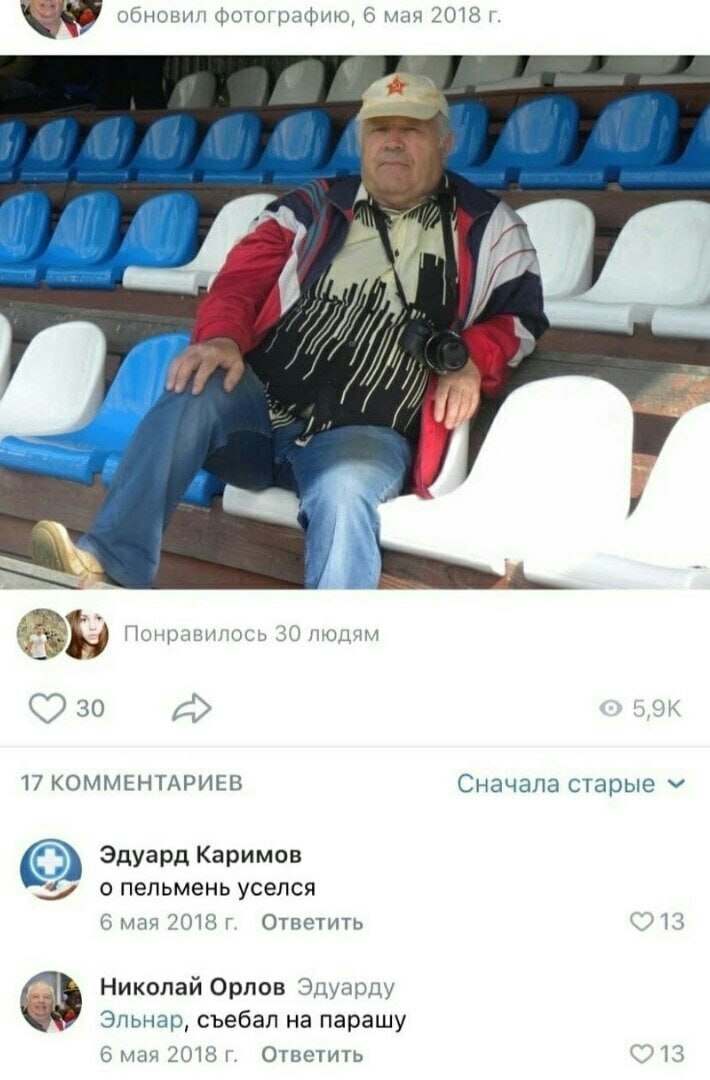 обновил фотографию, 6 мая 2018 г.
Понравилось 30 людям
30
5,9K
17 КОММЕНТАРИЕВ
Сначала старые
Эдуард Каримов
о пельмень уселся
6 мая 2018 г. Ответить
13
Николай Орлов Эдуарду
Эльнар, съебал на парашу
6 мая 2018 г. Ответить
13